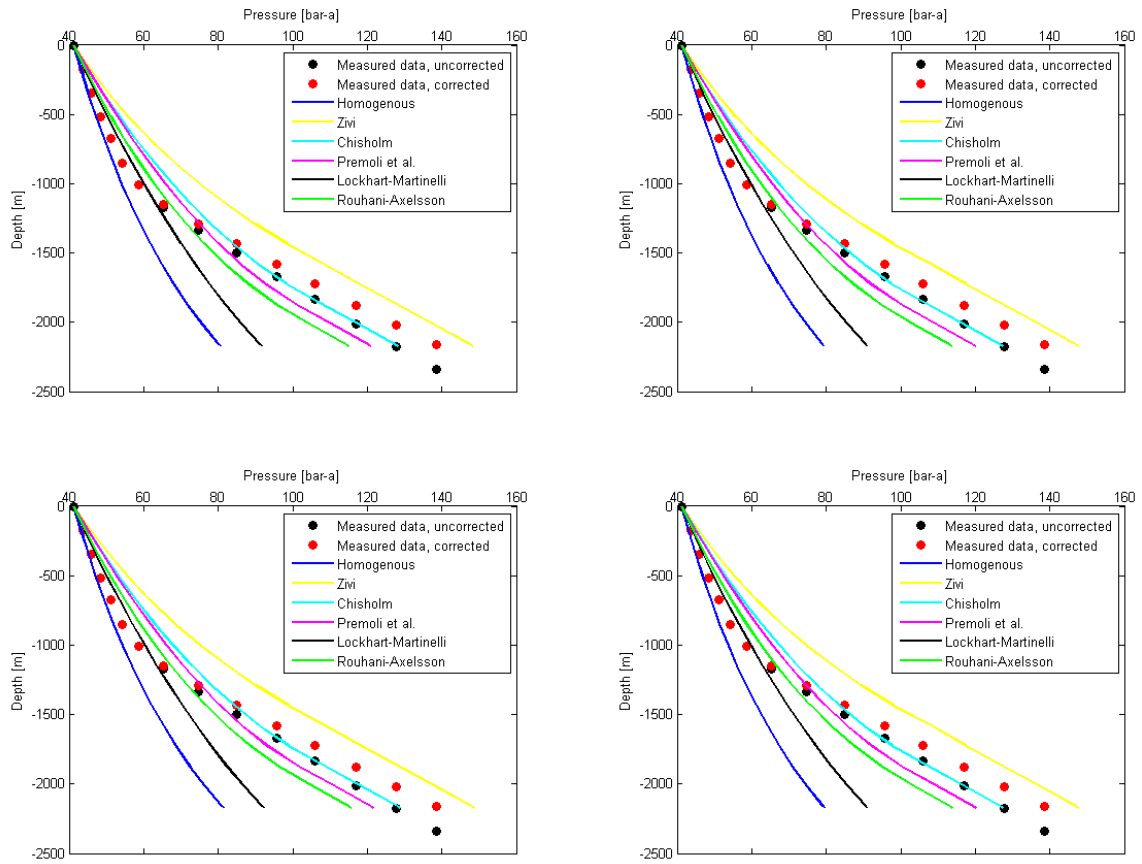 Pressure [bar-a]
40 60 80 100 120 140 160
0
-500
-1000
-1500
-2000
-2500
Depth [m]
Measured data, uncorrected
Measured data, corrected
Homogenous
Zivi
Chisholm
Premoli et al.
Lockhart-Martinelli
Rouhani-Axelsson
Pressure [bar-a]
40 60 80 100 120 140 160
0
-500
-1000
-1500
-2000
-2500
Depth [m]
Measured data, uncorrected
Measured data, corrected
Homogenous
Zivi
Chisholm
Premoli et al.
Lockhart-Martinelli
Rouhani-Axelsson
Pressure [bar-a]
40 60 80 100 120 140 160
0
-500
-1000
-1500
-2000
-2500
Depth [m]
Measured data, uncorrected
Measured data, corrected
Homogenous
Zivi
Chisholm
Premoli et al.
Lockhart-Martinelli
Rouhani-Axelsson
Pressure [bar-a]
40 60 80 100 120 140 160
0
-500
-1000
-1500
-2000
-2500
Depth [m]
Measured data, uncorrected
Measured data, corrected
Homogenous
Zivi
Chisholm
Premoli et al.
Lockhart-Martinelli
Rouhani-Axelsson